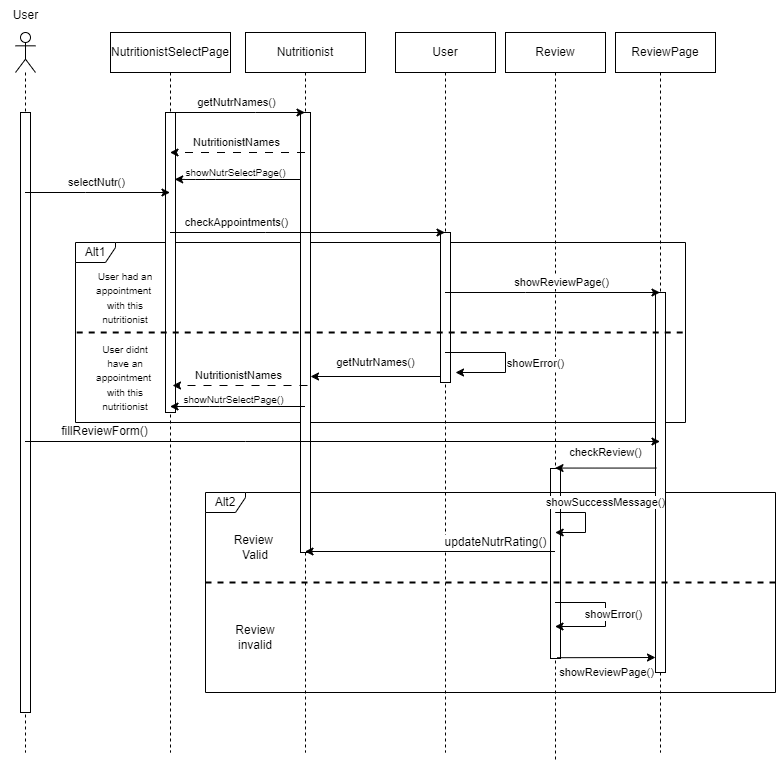 User
NutritionistSelectPage
Nutritionist
User
Review
ReviewPage
getNutrNames()
NutritionistNames
showNutrSelectPage()
selectNutr()
checkAppointments()
Alt1
User had an
appointment
with this
nutritionist
showReviewPage()
User didnt
have an
appointment
with this
nutritionist
showError()
getNutrNames()
NutritionistNames
showNutrSelectPage()
fillReviewForm()
checkReview()
Alt2
showSuccessMessage()
Review
Valid
updateNutrRating()
showError()
Review
invalid
showReviewPage()